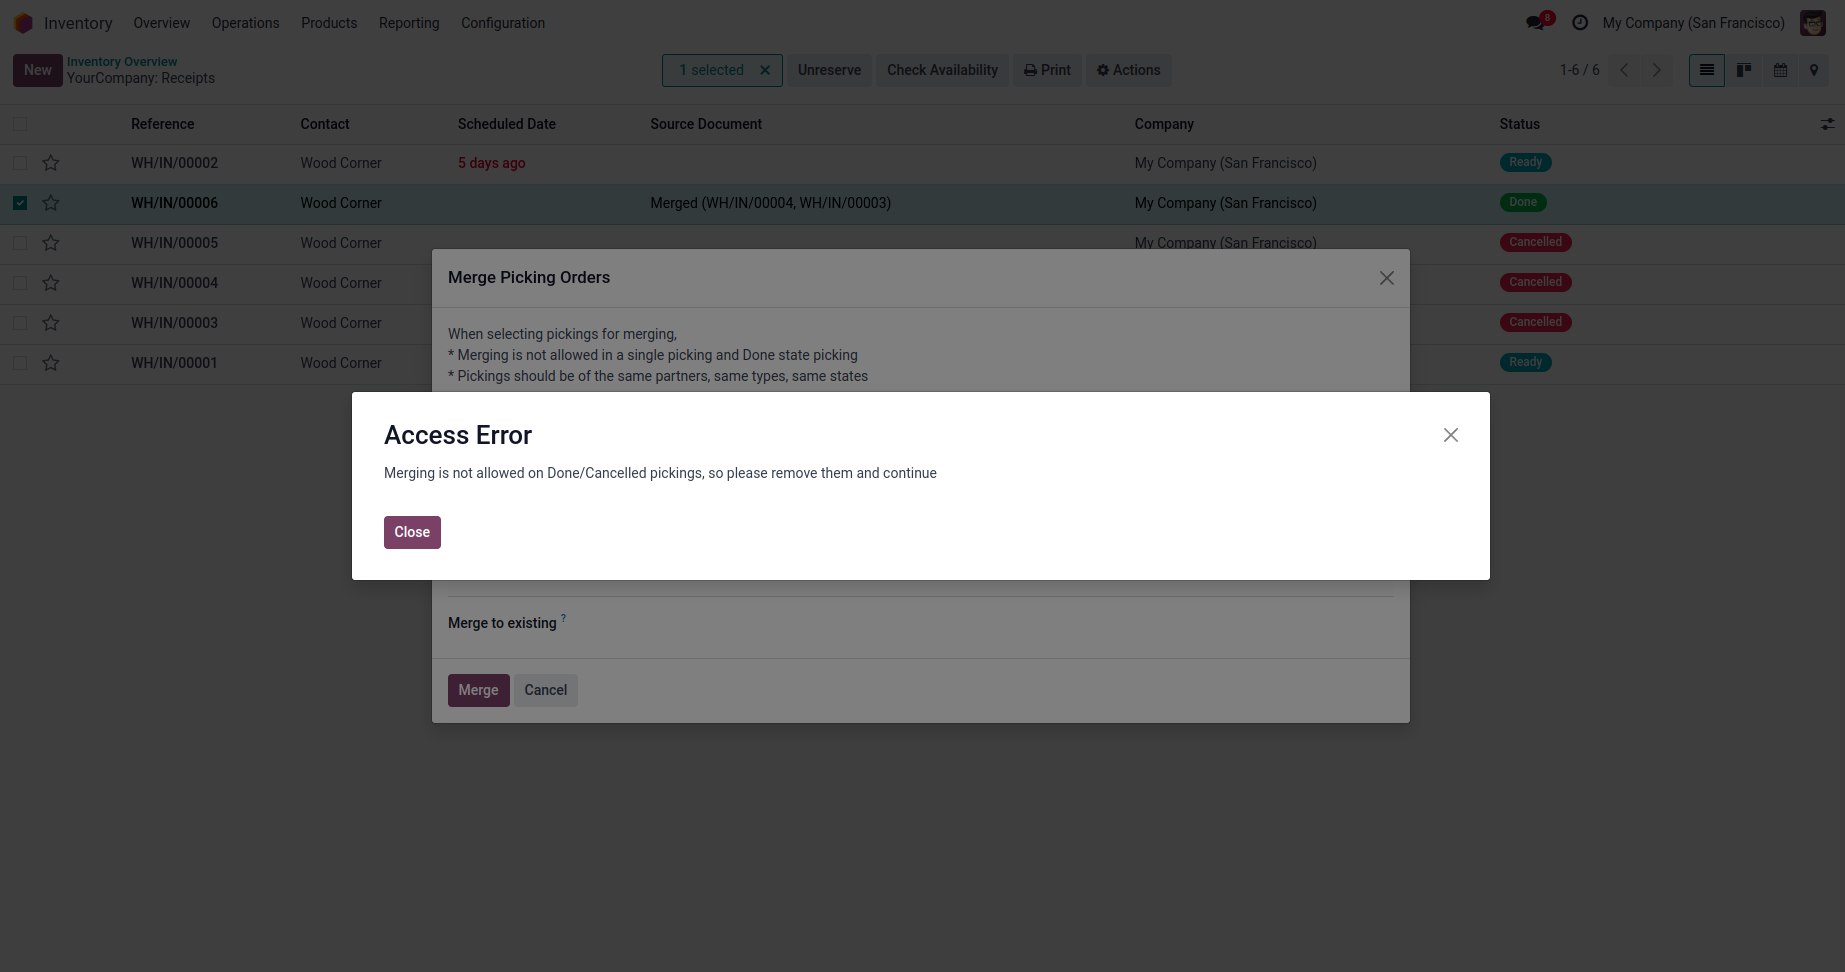 Inventory Overview Operations Products Reporting Configuration 8 My Company (San Francisco)
New Inventory Overview 1 selected Unreserve Check Availability Print Actions 1-6 / 6
YourCompany: Receipts
Reference Contact Scheduled Date Source Document Company Status
WH/IN/00002 Wood Corner 5 days ago My Company (San Francisco) Ready
WH/IN/00006 Wood Corner Merged (WH/IN/00004, WH/IN/00003) My Company (San Francisco) Done
WH/IN/00005 Wood Corner My Company (San Francisco) Cancelled
WH/IN/00004 Wood Corner Cancelled
WH/IN/00003 Wood Corner Cancelled
WH/IN/00001 Wood Corner Ready
Merge Picking Orders
When selecting pickings for merging,
* Merging is not allowed in a single picking and Done state picking
* Pickings should be of the same partners, same types, same states
Access Error
Merging is not allowed on Done/Cancelled pickings, so please remove them and continue
Close
Merge to existing ?
Merge Cancel